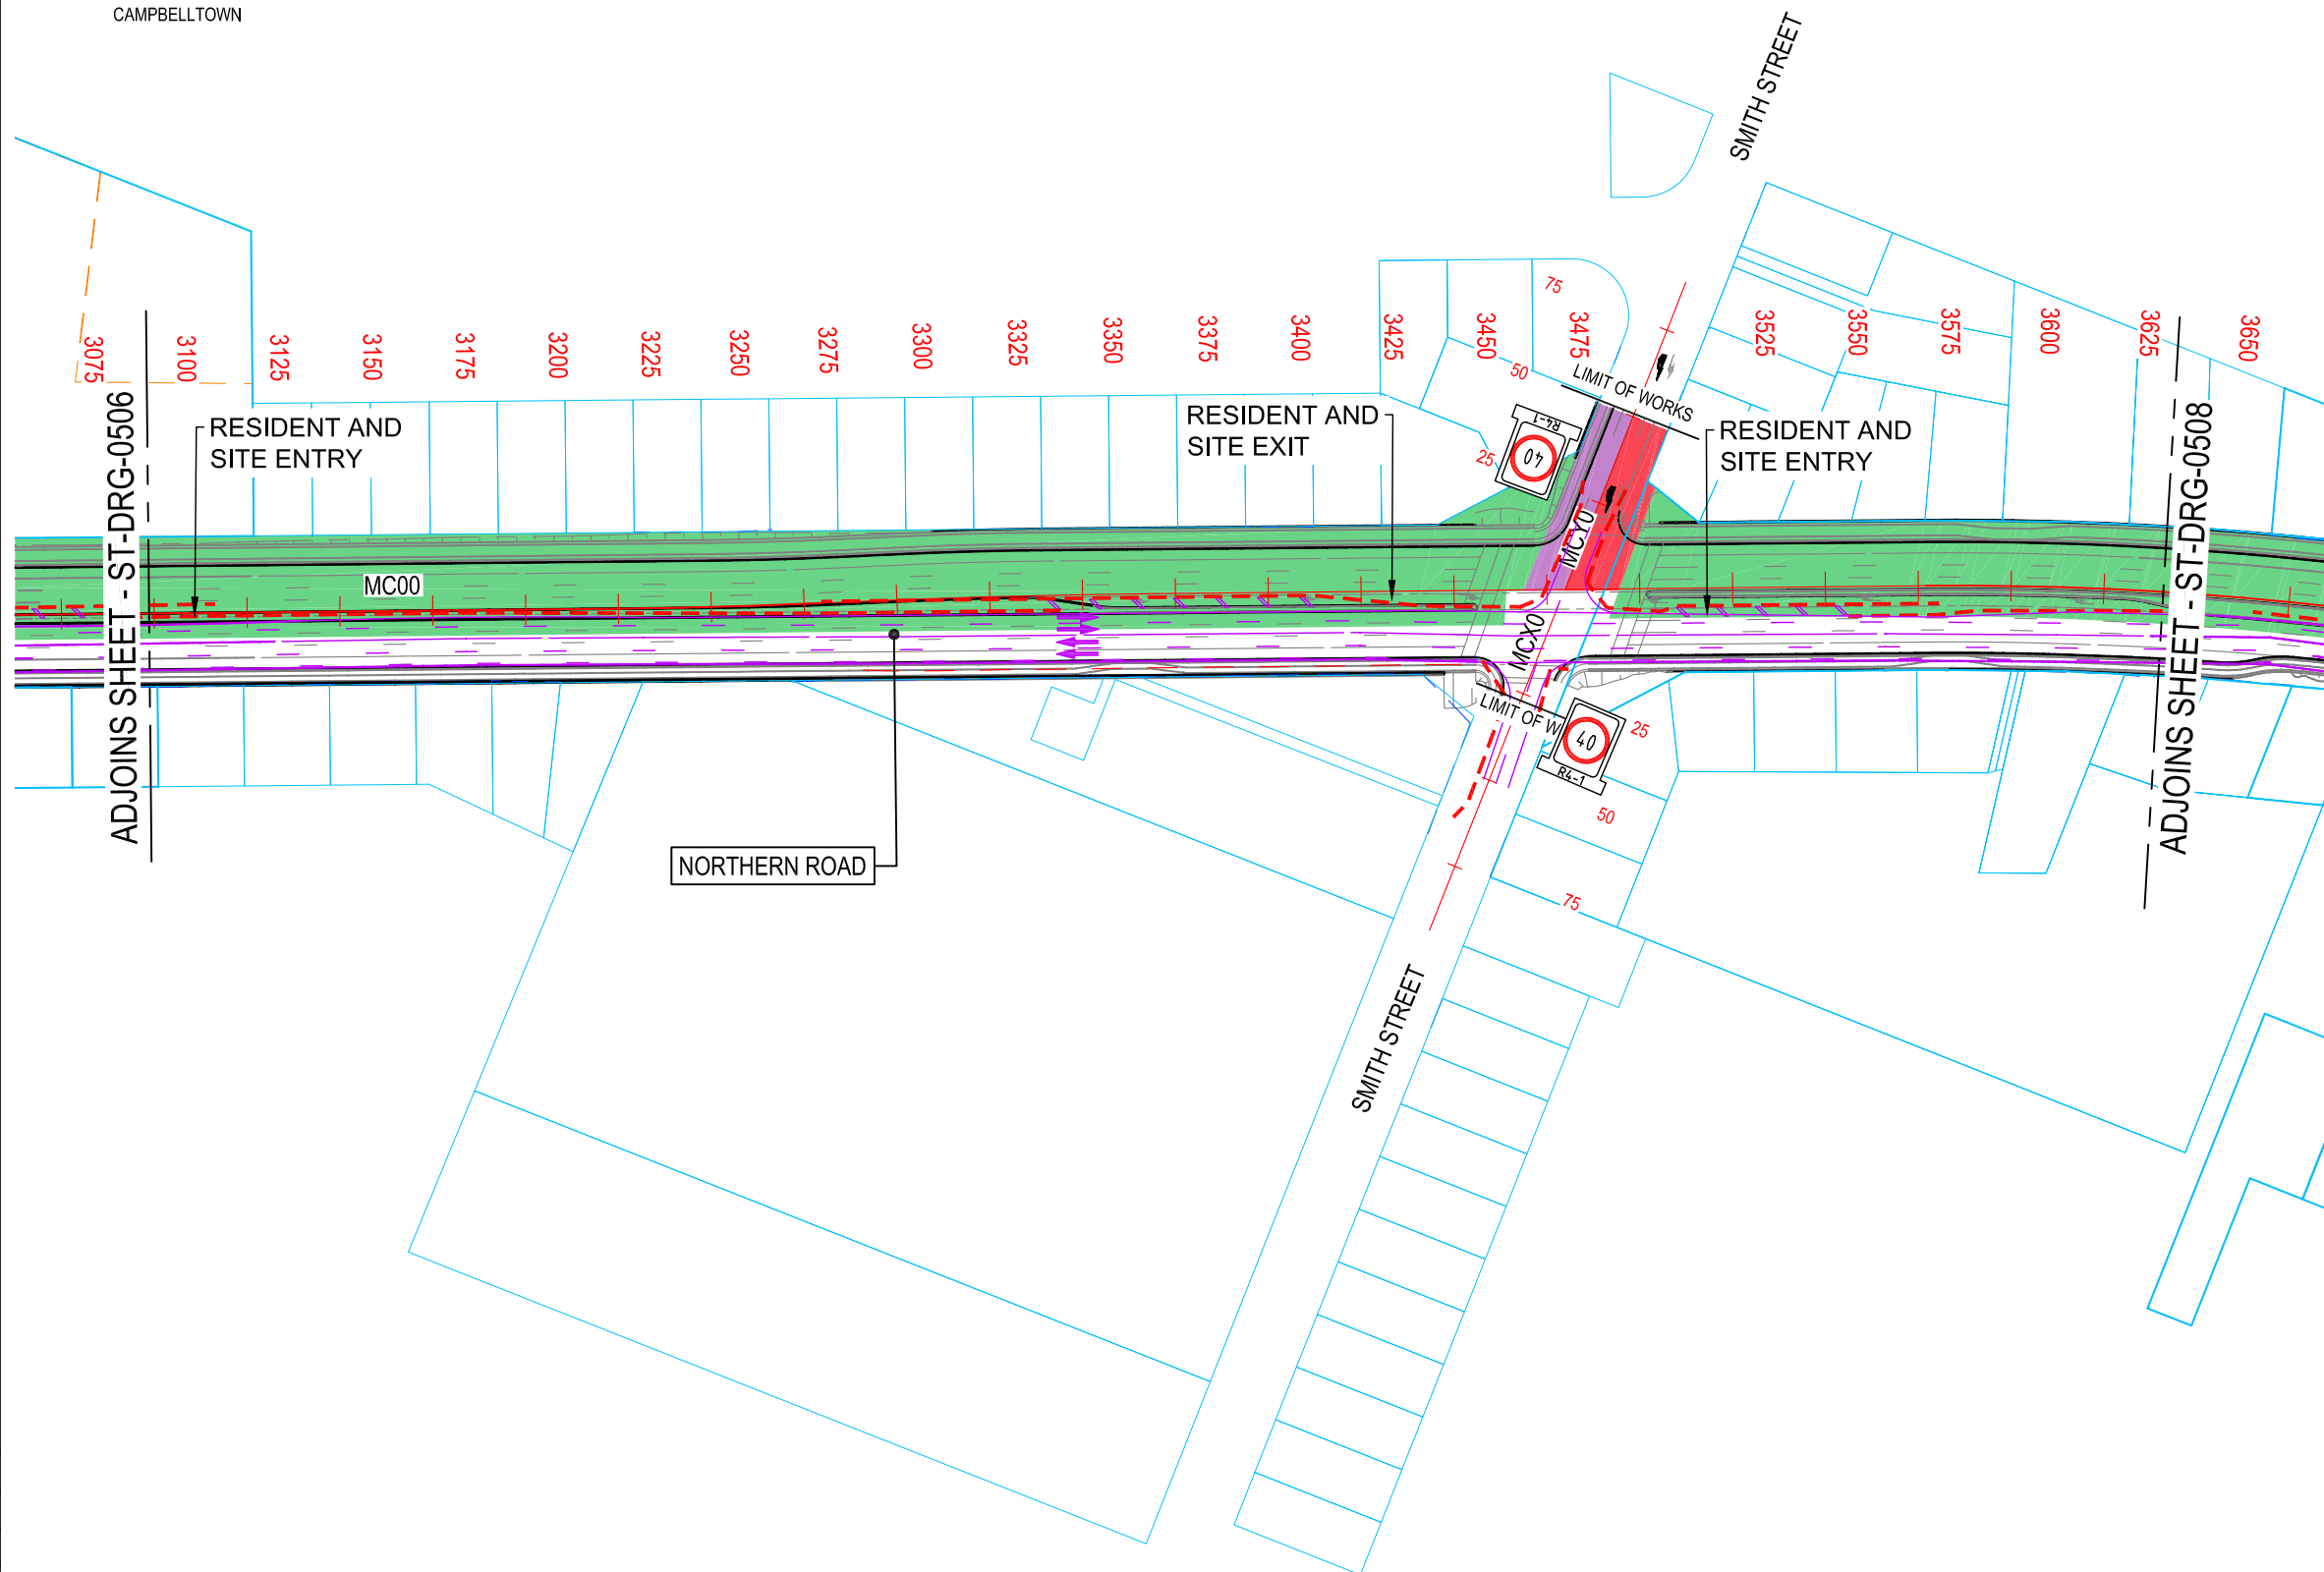 CAMPBELLTOWN
SMITH STREET
3075
3100
3125
3150
3175
3200
3225
3250
3275
3300
3325
3350
3375
3400
3425
3450
3475
3525
3550
3575
3600
3625
3650
75
50
25
LIMIT OF WORKS
R4-1
40
RESIDENT AND
SITE ENTRY
RESIDENT AND
SITE EXIT
RESIDENT AND
SITE ENTRY
ADJOINS SHEET - ST-DRG-0506
ADJOINS SHEET - ST-DRG-0508
MC00
MCY0
MCX0
LIMIT OF W
40
R4-1
25
50
75
NORTHERN ROAD
SMITH STREET